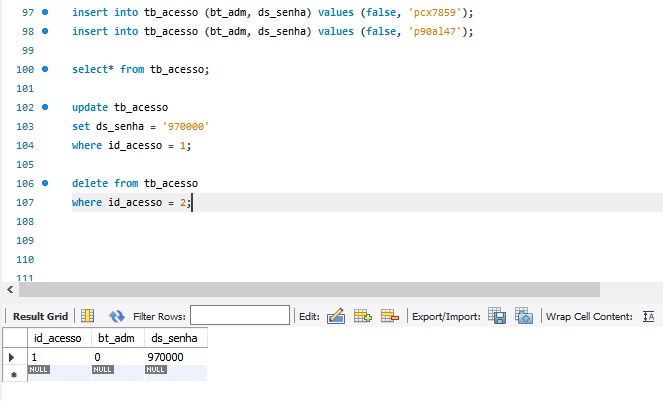 97 insert into tb_acesso (bt_adm, ds_senha) values (false, 'pcx7859');
98 insert into tb_acesso (bt_adm, ds_senha) values (false, 'p90al47');
99
100 select* from tb_acesso;
101
102 update tb_acesso
103 set ds_senha = '970000'
104 where id_acesso = 1;
105
106 delete from tb_acesso
107 where id_acesso = 2;
108
109
110
111
Result Grid Filter Rows: Edit: Export/Import: Wrap Cell Content:
id_acesso bt_adm ds_senha
1 0 970000
NULL NULL NULL